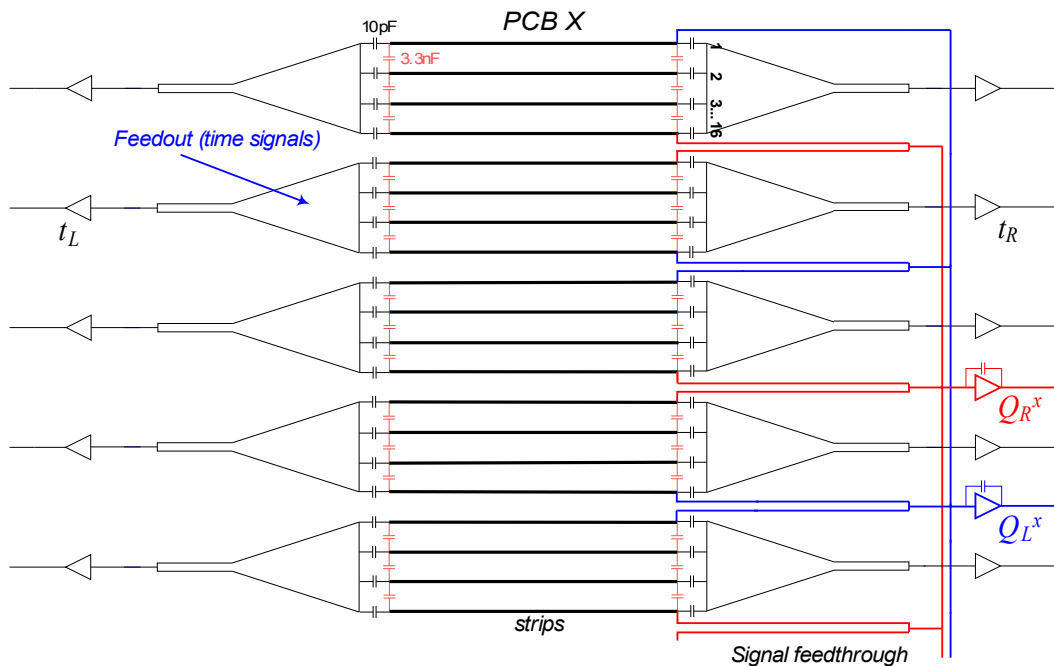 10pF
PCB X
3.3nF
1
2
3... 16
Feedout (time signals)
t_L
t_R
Q_R^x
Q_L^x
strips
Signal feedthrough